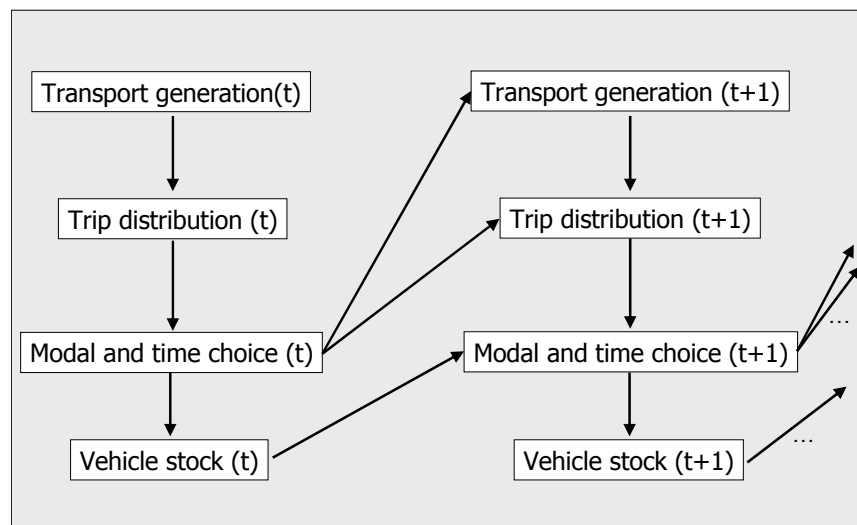 Transport generation(t)
Transport generation (t+1)
Trip distribution (t)
Trip distribution (t+1)
Modal and time choice (t)
Modal and time choice (t+1)
…
Vehicle stock (t)
Vehicle stock (t+1)
…